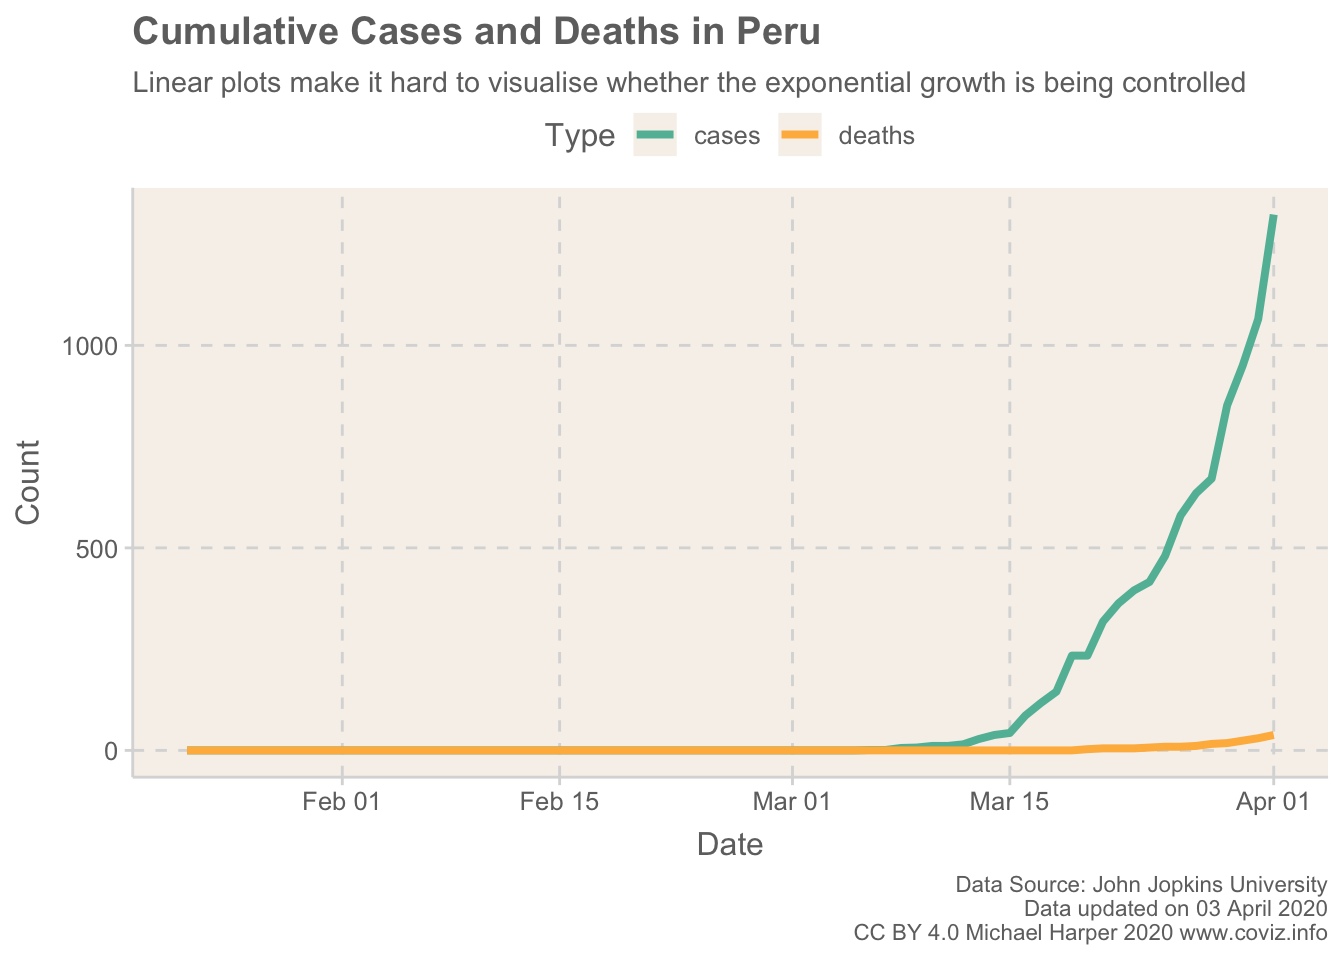 Cumulative Cases and Deaths in Peru
Linear plots make it hard to visualise whether the exponential growth is being controlled
Type cases deaths
Count
1000
500
0
Feb 01 Feb 15 Mar 01 Mar 15 Apr 01
Date
Data Source: John Jopkins University
Data updated on 03 April 2020
CC BY 4.0 Michael Harper 2020 www.coviz.info